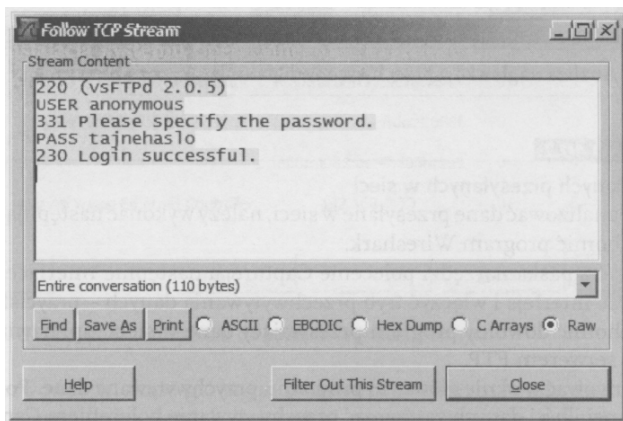 Follow TCP Stream
Stream Content
220 (vsFTPd 2.0.5)
USER anonymous
331 Please specify the password.
PASS tajnehaslo
230 Login successful.
Entire conversation (110 bytes)
Find Save As Print ASCII EBCDIC Hex Dump C Arrays Raw
Help Filter Out This Stream Close